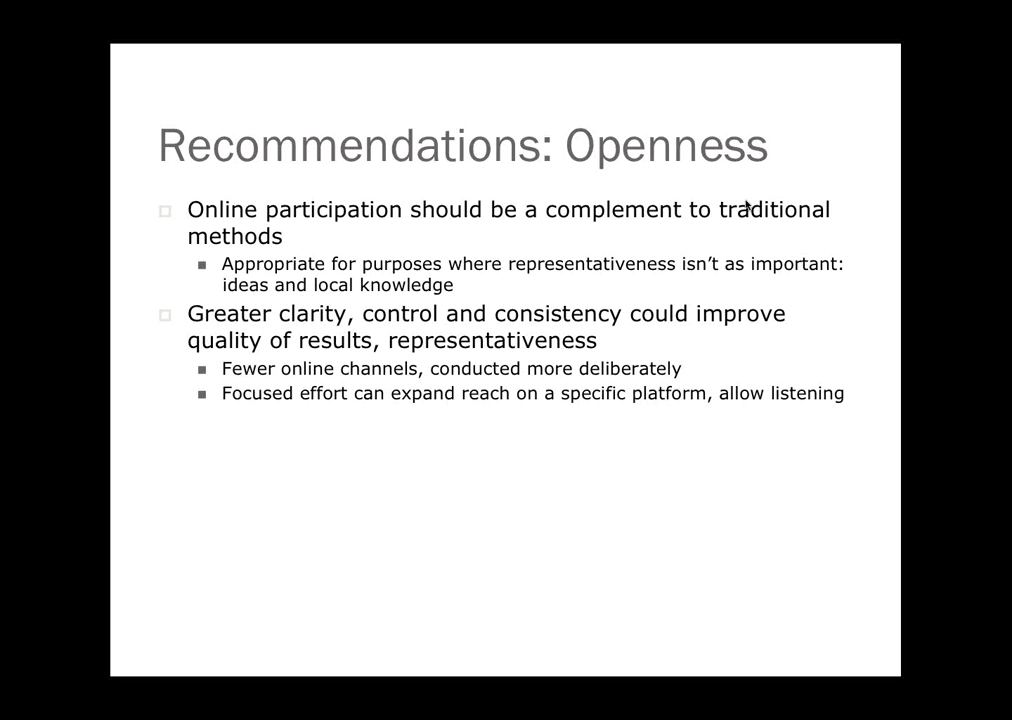 Recommendations: Openness
Online participation should be a complement to traditional
methods
Appropriate for purposes where representativeness isn’t as important:
ideas and local knowledge
Greater clarity, control and consistency could improve
quality of results, representativeness
Fewer online channels, conducted more deliberately
Focused effort can expand reach on a specific platform, allow listening